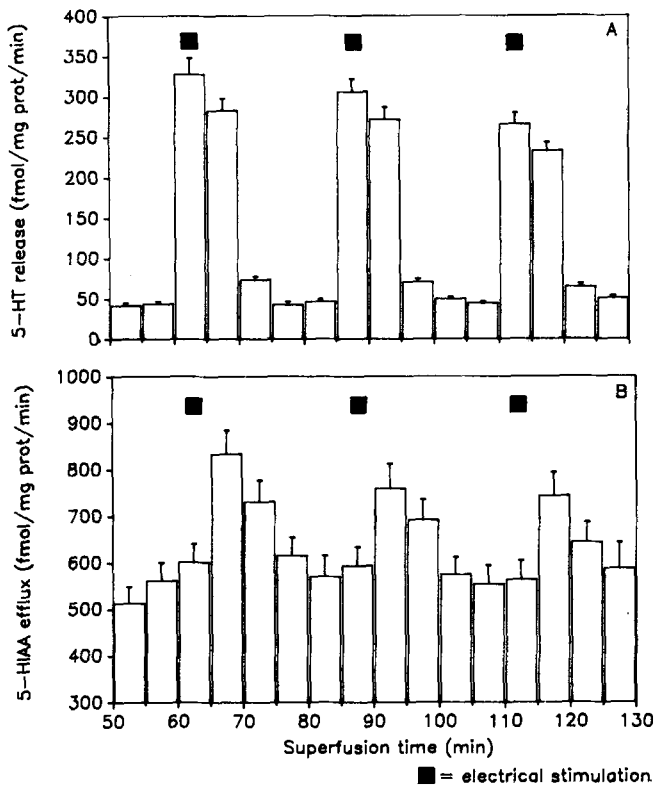 A
5-HT release (fmol/mg prot/min)
400
350
300
250
200
150
100
50
0
B
5-HIAA efflux (fmol/mg prot/min)
1000
900
800
700
600
500
400
300
50 60 70 80 90 100 110 120 130
Superfusion time (min)
= electrical stimulation